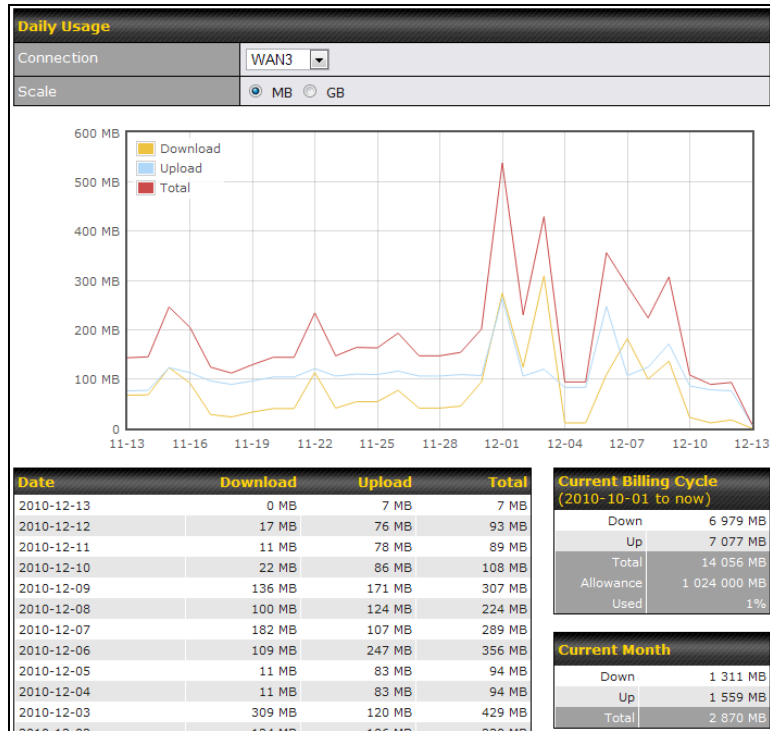 Daily Usage
Connection WAN3
Scale MB GB
600 MB
500 MB
400 MB
300 MB
200 MB
100 MB
0
Download
Upload
Total
11-13 11-16 11-19 11-22 11-25 11-28 12-01 12-04 12-07 12-10 12-13
Date Download Upload Total
2010-12-13 0 MB 7 MB 7 MB
2010-12-12 17 MB 76 MB 93 MB
2010-12-11 11 MB 78 MB 89 MB
2010-12-10 22 MB 86 MB 108 MB
2010-12-09 136 MB 171 MB 307 MB
2010-12-08 100 MB 124 MB 224 MB
2010-12-07 182 MB 107 MB 289 MB
2010-12-06 109 MB 247 MB 356 MB
2010-12-05 11 MB 83 MB 94 MB
2010-12-04 11 MB 83 MB 94 MB
2010-12-03 309 MB 120 MB 429 MB
Current Billing Cycle
(2010-10-01 to now)
Down 6 979 MB
Up 7 077 MB
Total 14 056 MB
Allowance 1 024 000 MB
Used 1%
Current Month
Down 1 311 MB
Up 1 559 MB
Total 2 870 MB